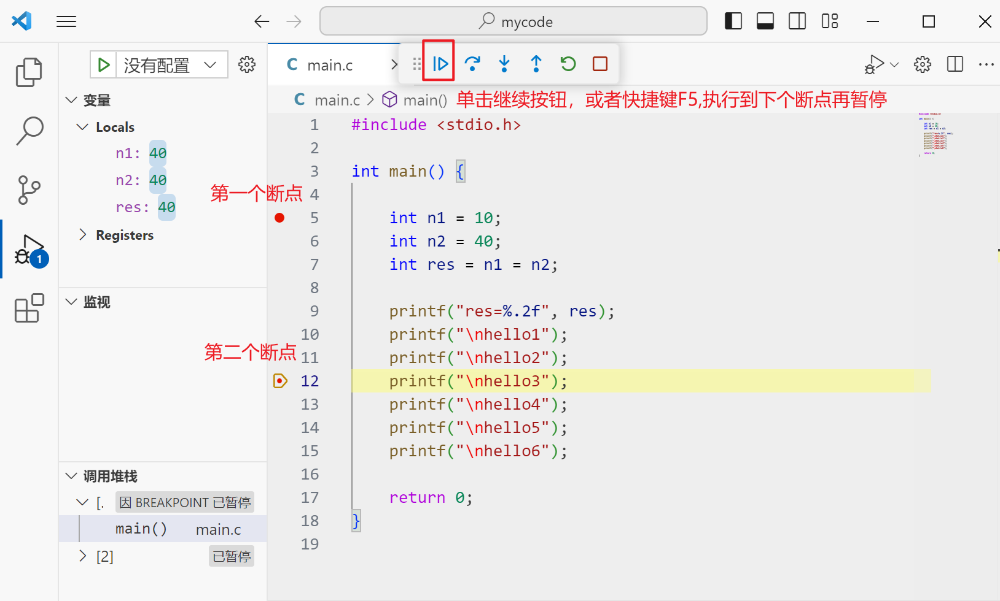 mycode
没有配置
main.c
main.c > main() 单击继续按钮，或者快捷键F5,执行到下个断点再暂停
变量
Locals
n1: 40
n2: 40
res: 40
Registers
监视
调用堆栈
[. 因 BREAKPOINT 已暂停
main() main.c
[2] 已暂停
1
第一个断点
第二个断点
1 #include <stdio.h>
2
3 int main() {
4
5 int n1 = 10;
6 int n2 = 40;
7 int res = n1 = n2;
8
9 printf("res=%.2f", res);
10 printf("\nhello1");
11 printf("\nhello2");
12 printf("\nhello3");
13 printf("\nhello4");
14 printf("\nhello5");
15 printf("\nhello6");
16
17 return 0;
18 }
19